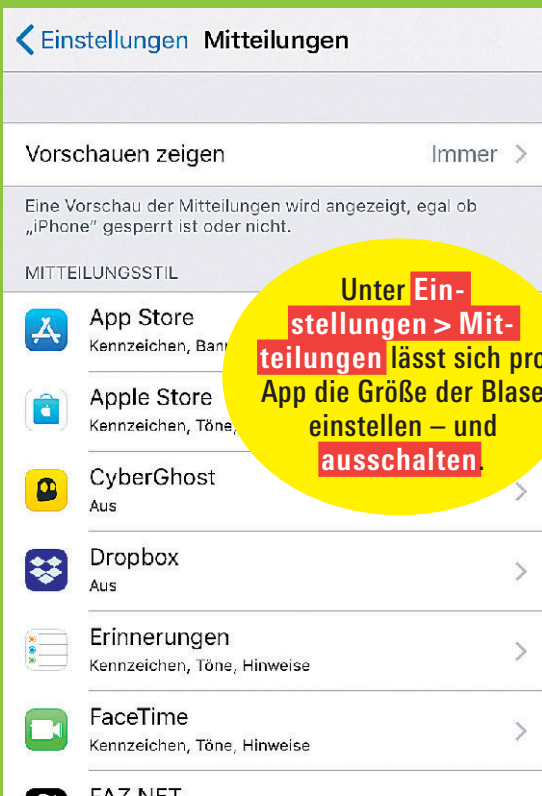 Einstellungen Mitteilungen
Vorschauen zeigen Immer
Eine Vorschau der Mitteilungen wird angezeigt, egal ob
„iPhone“ gesperrt ist oder nicht.
MITTEILUNGSSTIL
App Store
Kennzeichen,
Apple Store
Kennzeichen, Töne,
Unter Ein-
stellungen > Mit-
teilungen lässt sich pro
App die Größe der Blase
einstellen – und
ausschalten.
CyberGhost
Aus
Dropbox
Aus
Erinnerungen
Kennzeichen, Töne, Hinweise
FaceTime
Kennzeichen, Töne, Hinweise
FAZ.NET